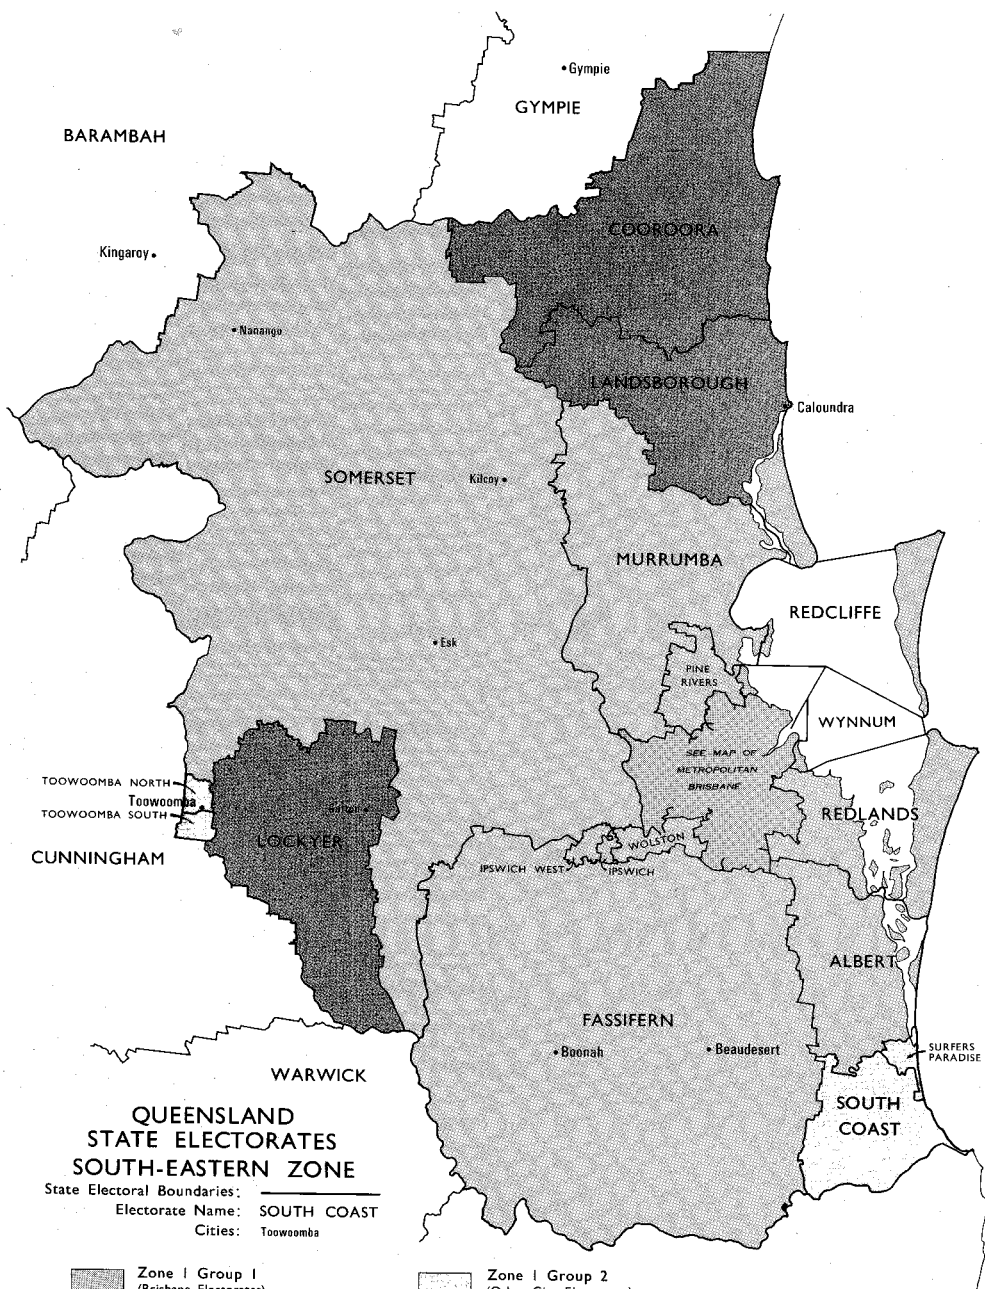 Gympie
GYMPIE
BARAMBAH
COOROORA
Kingaroy
Nanango
LANDSBOROUGH
Caloundra
SOMERSET
Kilcoy
MURRUMBA
REDCLIFFE
Esk
PINE
RIVERS
WYNNUM
SEE MAP OF
METROPOLITAN
BRISBANE
TOOWOOMBA NORTH
Toowoomba
TOOWOOMBA SOUTH
Gatton
REDLANDS
LOCKYER
WOLSTON
CUNNINGHAM
IPSWICH WEST
IPSWICH
ALBERT
FASSIFERN
Boonah
Beaudesert
SURFERS
PARADISE
WARWICK
SOUTH
COAST
QUEENSLAND
STATE ELECTORATES
SOUTH-EASTERN ZONE
State Electoral Boundaries:
Electorate Name: SOUTH COAST
Cities: Toowoomba
Zone 1 Group 1
(Brisbane Electorates)
Zone 1 Group 2